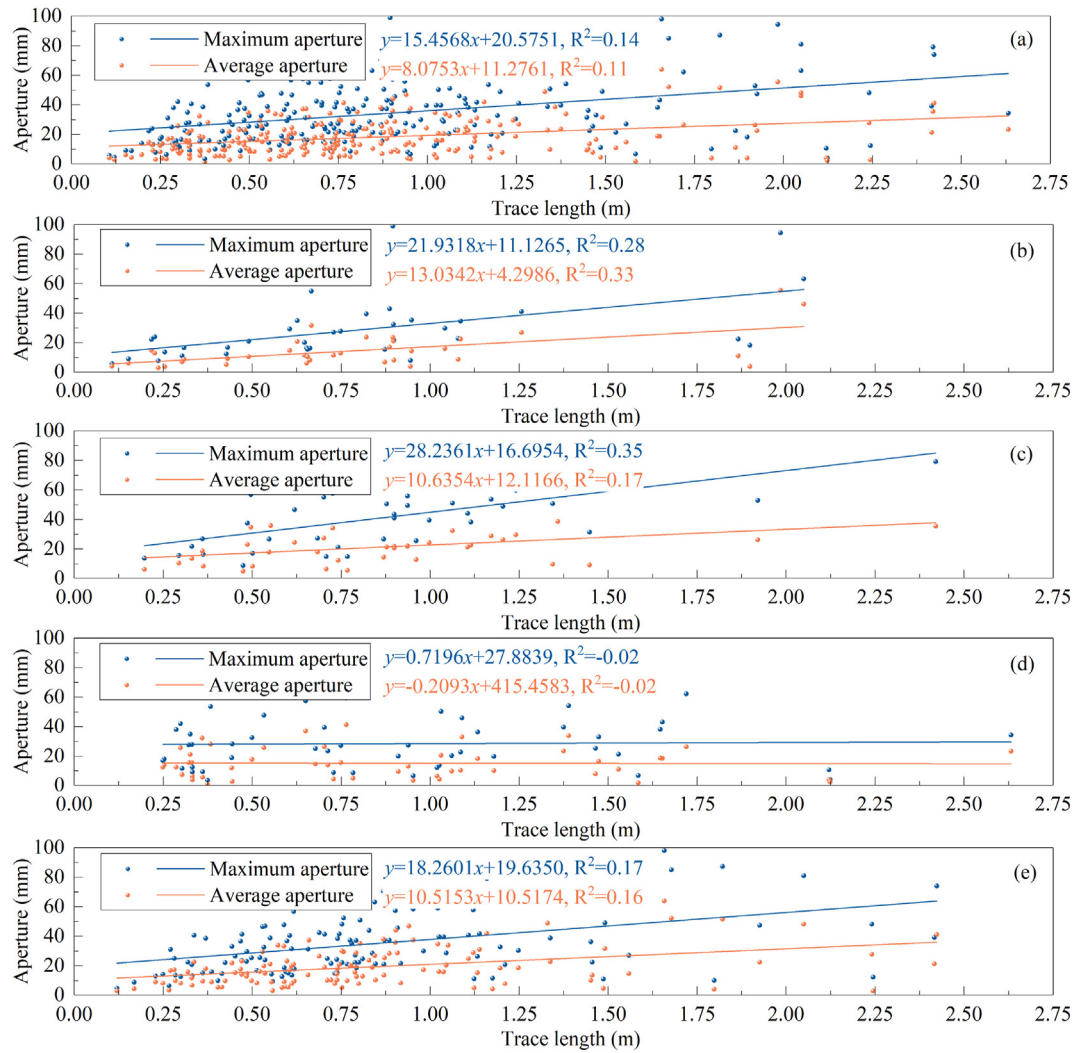 100
80
60
40
20
0
Aperture (mm)
Maximum aperture
Average aperture
y=15.4568x+20.5751, R²=0.14
y=8.0753x+11.2761, R²=0.11
(a)
0.00 0.25 0.50 0.75 1.00 1.25 1.50 1.75 2.00 2.25 2.50 2.75
Trace length (m)
100
80
60
40
20
0
Aperture (mm)
Maximum aperture
Average aperture
y=21.9318x+11.1265, R²=0.28
y=13.0342x+4.2986, R²=0.33
(b)
0.00 0.25 0.50 0.75 1.00 1.25 1.50 1.75 2.00 2.25 2.50 2.75
Trace length (m)
100
80
60
40
20
0
Aperture (mm)
Maximum aperture
Average aperture
y=28.2361x+16.6954, R²=0.35
y=10.6354x+12.1166, R²=0.17
(c)
0.00 0.25 0.50 0.75 1.00 1.25 1.50 1.75 2.00 2.25 2.50 2.75
Trace length (m)
100
80
60
40
20
0
Aperture (mm)
Maximum aperture
Average aperture
y=0.7196x+27.8839, R²=-0.02
y=-0.2093+415.4583, R²=-0.02
(d)
0.00 0.25 0.50 0.75 1.00 1.25 1.50 1.75 2.00 2.25 2.50 2.75
Trace length (m)
100
80
60
40
20
0
Aperture (mm)
Maximum aperture
Average aperture
y=18.2601x+19.6350, R²=0.17
y=10.5153x+10.5174, R²=0.16
(e)
0.00 0.25 0.50 0.75 1.00 1.25 1.50 1.75 2.00 2.25 2.50 2.75
Trace length (m)